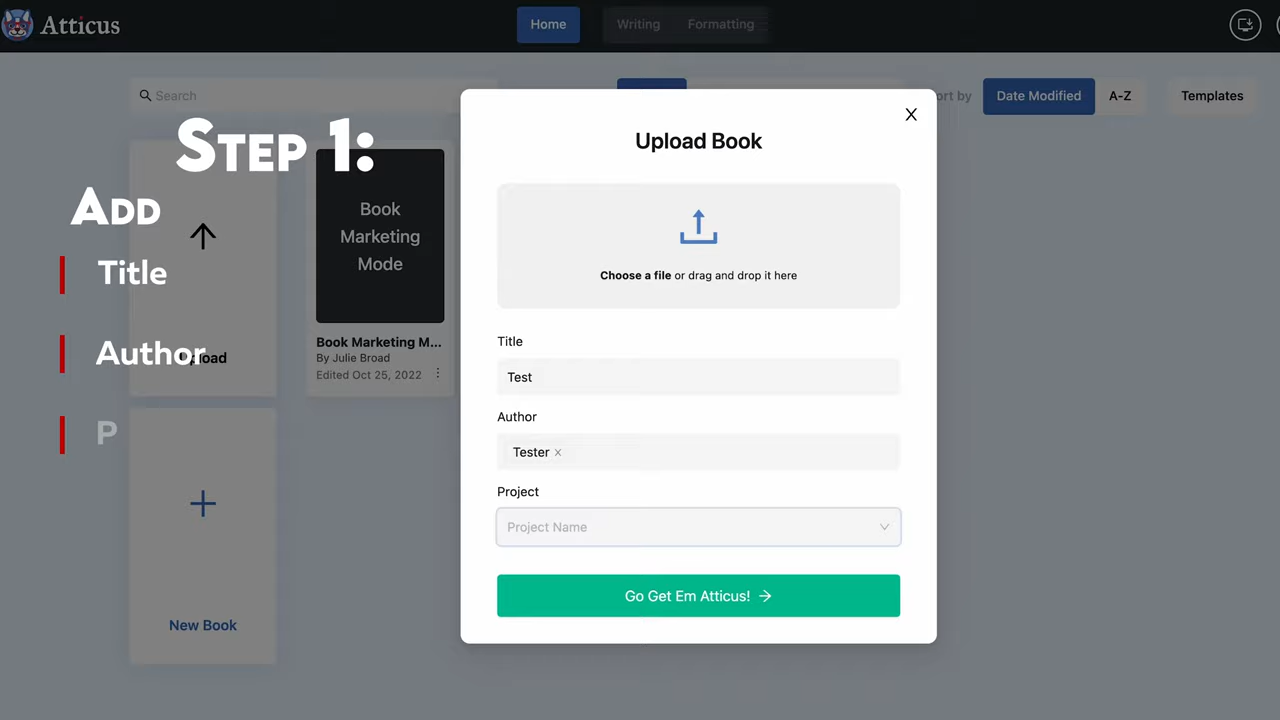 Atticus
Home
Writing
Formatting
Search
ort by
Date Modified
A-Z
Templates
Step 1:
Add
Title
Author
P
Upload
Book
Marketing
Mode
Book Marketing M...
By Julie Broad
Edited Oct 25, 2022
New Book
X
Upload Book
Choose a file or drag and drop it here
Title
Test
Author
Tester ×
Project
Project Name
Go Get Em Atticus! →